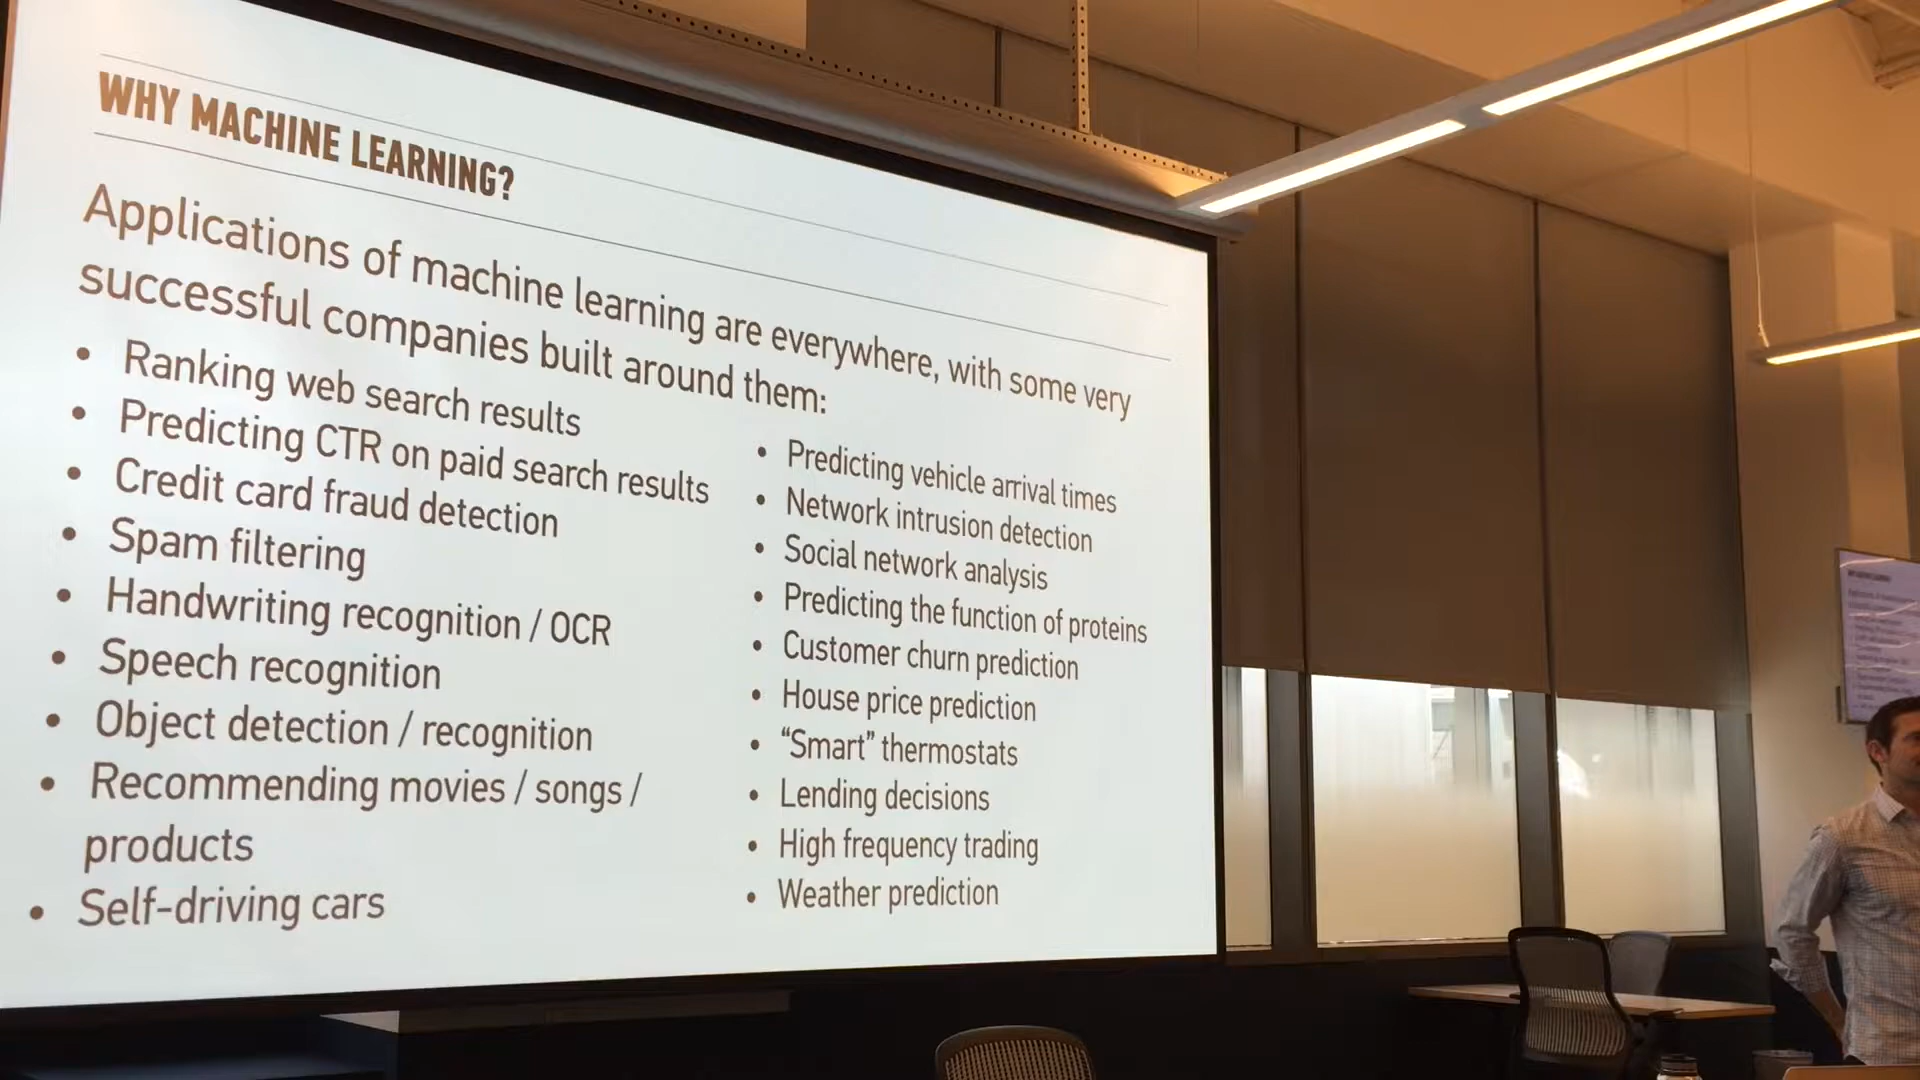 WHY MACHINE LEARNING?
Applications of machine learning are everywhere, with some very
successful companies built around them:
• Ranking web search results
• Predicting CTR on paid search results
• Credit card fraud detection
• Spam filtering
• Handwriting recognition / OCR
• Speech recognition
• Object detection / recognition
• Recommending movies / songs /
products
• Self-driving cars
• Predicting vehicle arrival times
• Network intrusion detection
• Social network analysis
• Predicting the function of proteins
• Customer churn prediction
• House price prediction
• “Smart” thermostats
• Lending decisions
• High frequency trading
• Weather prediction